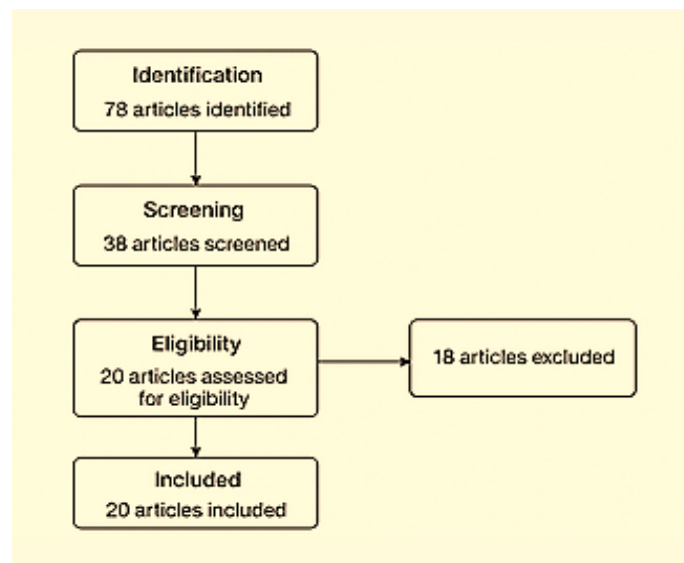 Identification
78 articles identified
Screening
38 articles screened
Eligibility
20 articles assessed
for eligibility
18 articles excluded
Included
20 articles included